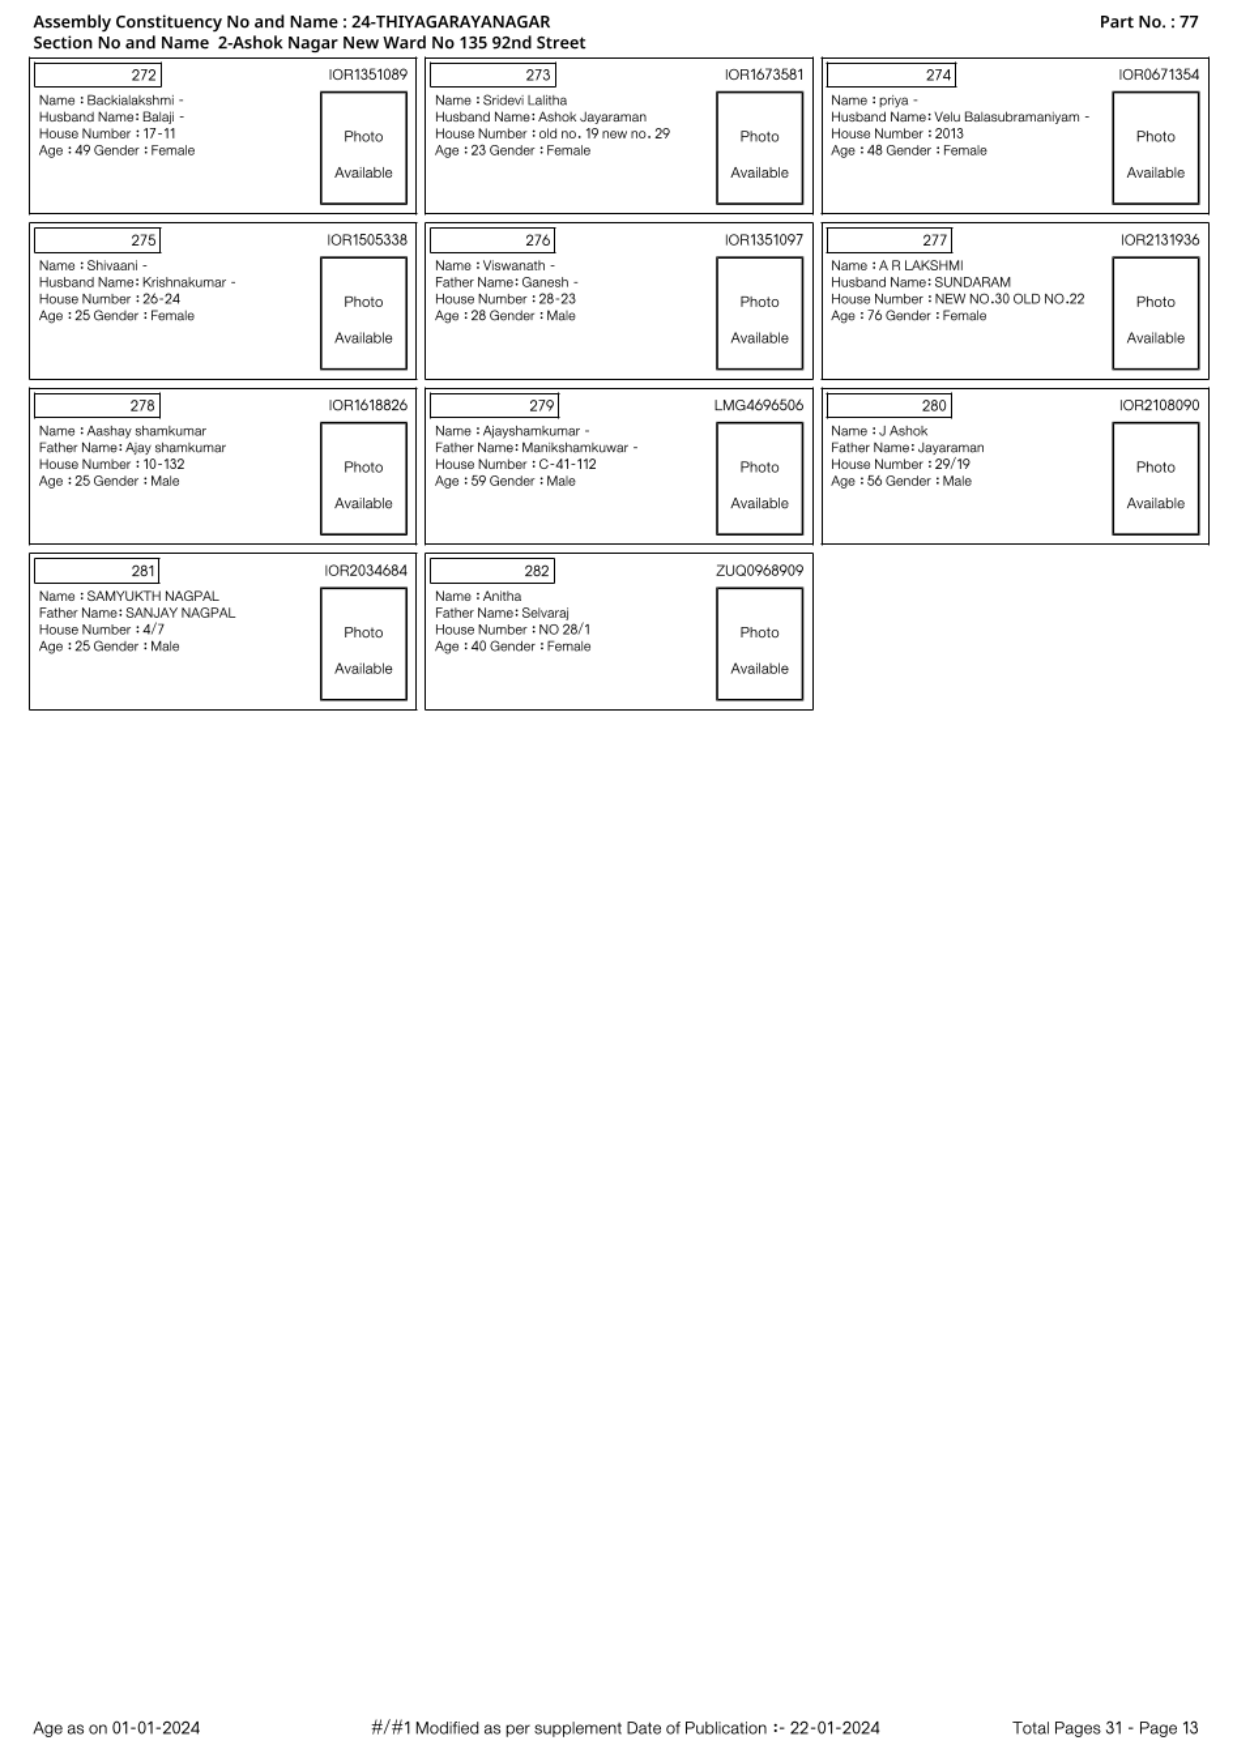 Assembly Constituency No and Name : 24-THIYAGARAYANAGAR
Part No. : 77
Section No and Name 2-Ashok Nagar New Ward No 135 92nd Street
272
IOR1351089
Name : Backialakshmi -
Husband Name: Balaji -
House Number : 17-11
Age : 49 Gender : Female
Photo
Available
273
IOR1673581
Name : Sridevi Lalitha
Husband Name: Ashok Jayaraman
House Number : old no. 19 new no. 29
Age : 23 Gender : Female
Photo
Available
274
IOR0671354
Name : priya -
Husband Name: Velu Balasubramaniyam -
House Number : 2013
Age : 48 Gender : Female
Photo
Available
275
IOR1505338
Name : Shivaani -
Husband Name: Krishnakumar -
House Number : 26-24
Age : 25 Gender : Female
Photo
Available
276
IOR1351097
Name : Viswanath -
Father Name: Ganesh -
House Number : 28-23
Age : 28 Gender : Male
Photo
Available
277
IOR2131936
Name : A R LAKSHMI
Husband Name: SUNDARAM
House Number : NEW NO.30 OLD NO.22
Age : 76 Gender : Female
Photo
Available
278
IOR1618826
Name : Aashay shamkumar
Father Name: Ajay shamkumar
House Number : 10-132
Age : 25 Gender : Male
Photo
Available
279
LMG4696506
Name : Ajayshamkumar -
Father Name: Manikshamkuwar -
House Number : C-41-112
Age : 59 Gender : Male
Photo
Available
280
IOR2108090
Name : J Ashok
Father Name: Jayaraman
House Number : 29/19
Age : 56 Gender : Male
Photo
Available
281
IOR2034684
Name : SAMYUKTH NAGPAL
Father Name: SANJAY NAGPAL
House Number : 4/7
Age : 25 Gender : Male
Photo
Available
282
ZUQ0968909
Name : Anitha
Father Name: Selvaraj
House Number : NO 28/1
Age : 40 Gender : Female
Photo
Available
Age as on 01-01-2024
#/#1 Modified as per supplement Date of Publication :- 22-01-2024
Total Pages 31 - Page 13